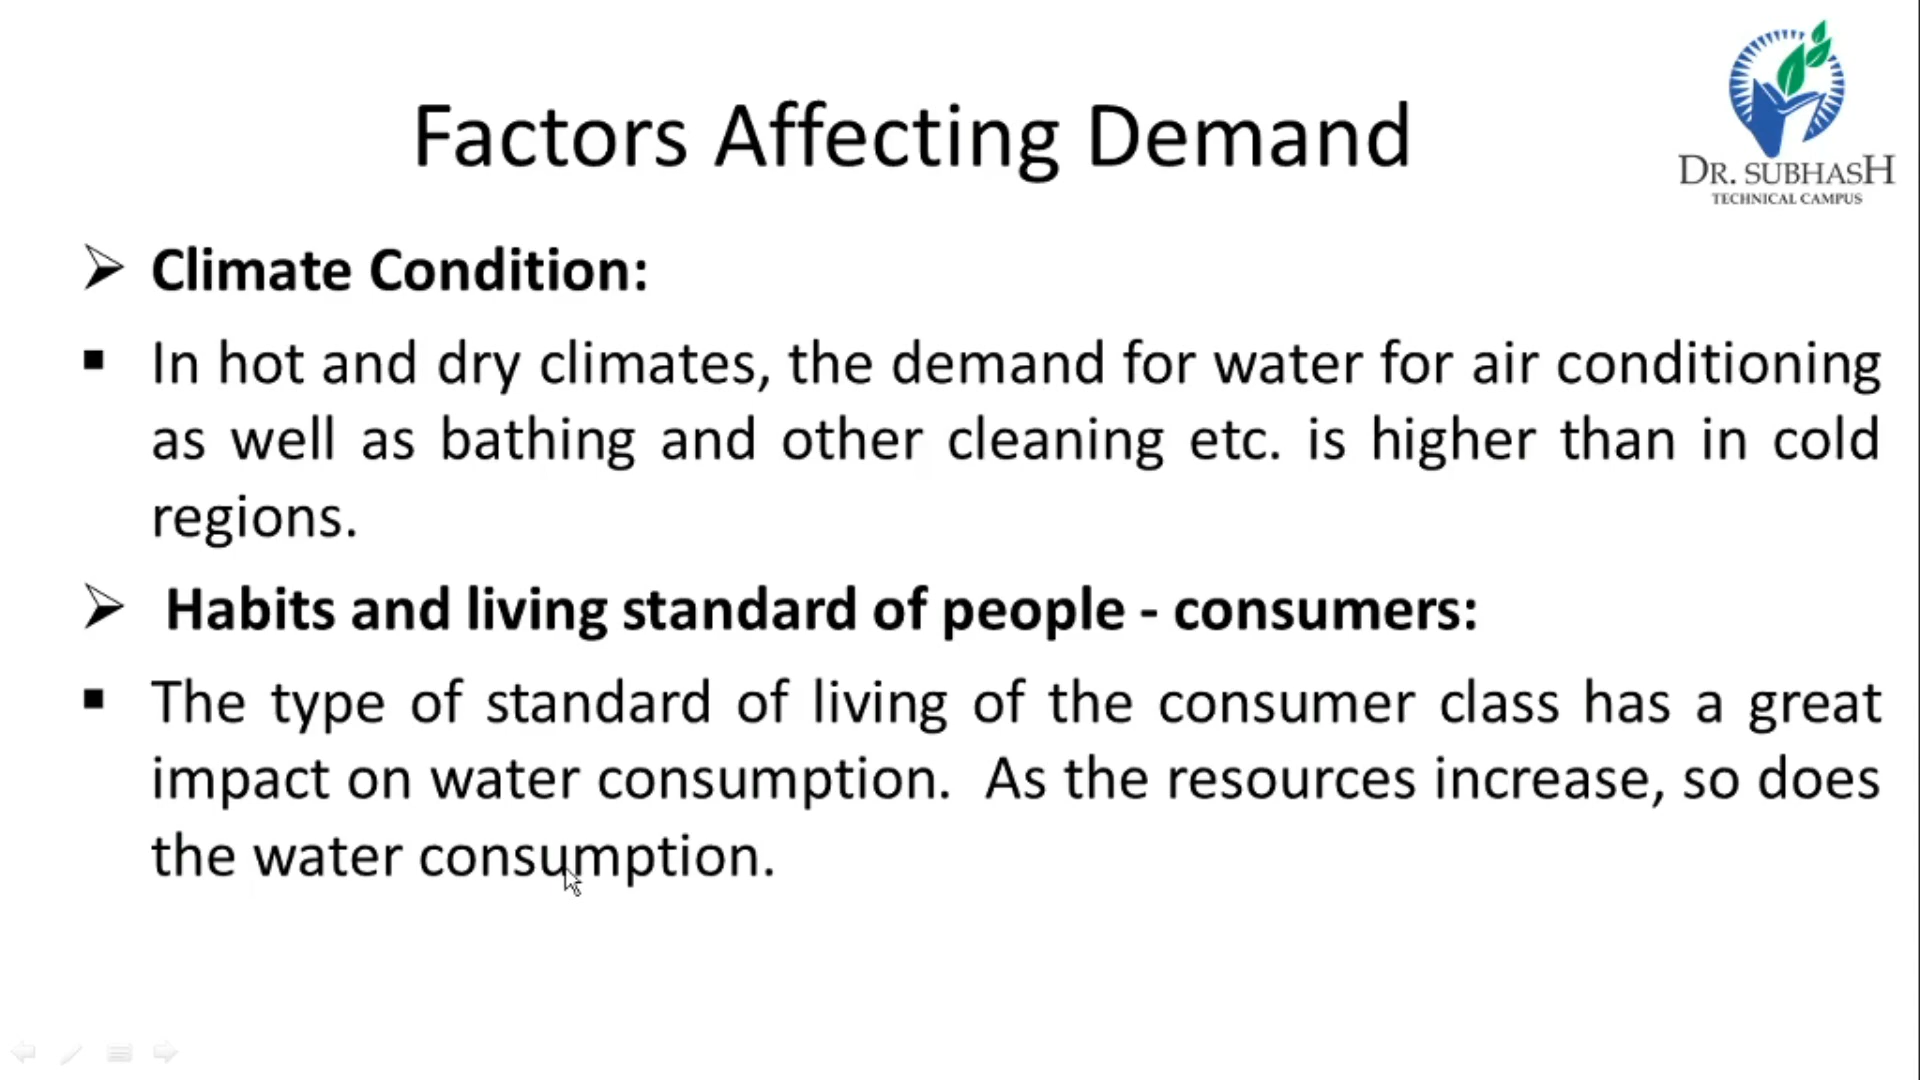 Factors Affecting Demand
DR. SUBHASH
TECHNICAL CAMPUS
Climate Condition:
In hot and dry climates, the demand for water for air conditioning
as well as bathing and other cleaning etc. is higher than in cold
regions.
Habits and living standard of people - consumers:
The type of standard of living of the consumer class has a great
impact on water consumption.  As the resources increase, so does
the water consumption.